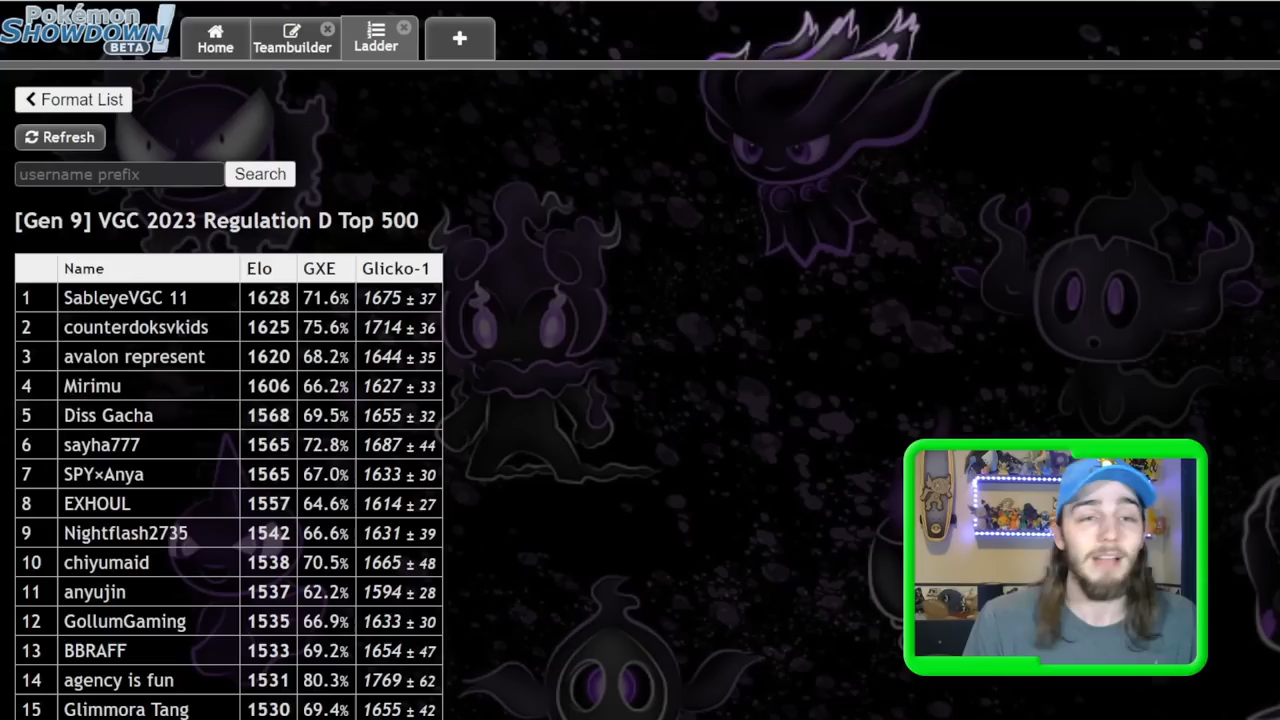 Pokémon
SHOWDOWN!
BETA
Home
Teambuilder
Ladder
+
Format List
Refresh
username prefix Search
[Gen 9] VGC 2023 Regulation D Top 500
Name Elo GXE Glicko-1
1 SableyeVGC 11 1628 71.6% 1675 ± 37
2 counterdoksvkids 1625 75.6% 1714 ± 36
3 avalon represent 1620 68.2% 1644 ± 35
4 Mirimu 1606 66.2% 1627 ± 33
5 Diss Gacha 1568 69.5% 1655 ± 32
6 sayha777 1565 72.8% 1687 ± 44
7 SPY×Anya 1565 67.0% 1633 ± 30
8 EXHOUL 1557 64.6% 1614 ± 27
9 Nightflash2735 1542 66.6% 1631 ± 39
10 chiyumaid 1538 70.5% 1665 ± 48
11 anyujin 1537 62.2% 1594 ± 28
12 GollumGaming 1535 66.9% 1633 ± 30
13 BBRAFF 1533 69.2% 1654 ± 47
14 agency is fun 1531 80.3% 1769 ± 62
15 Glimmora Tang 1530 69.4% 1655 ± 42